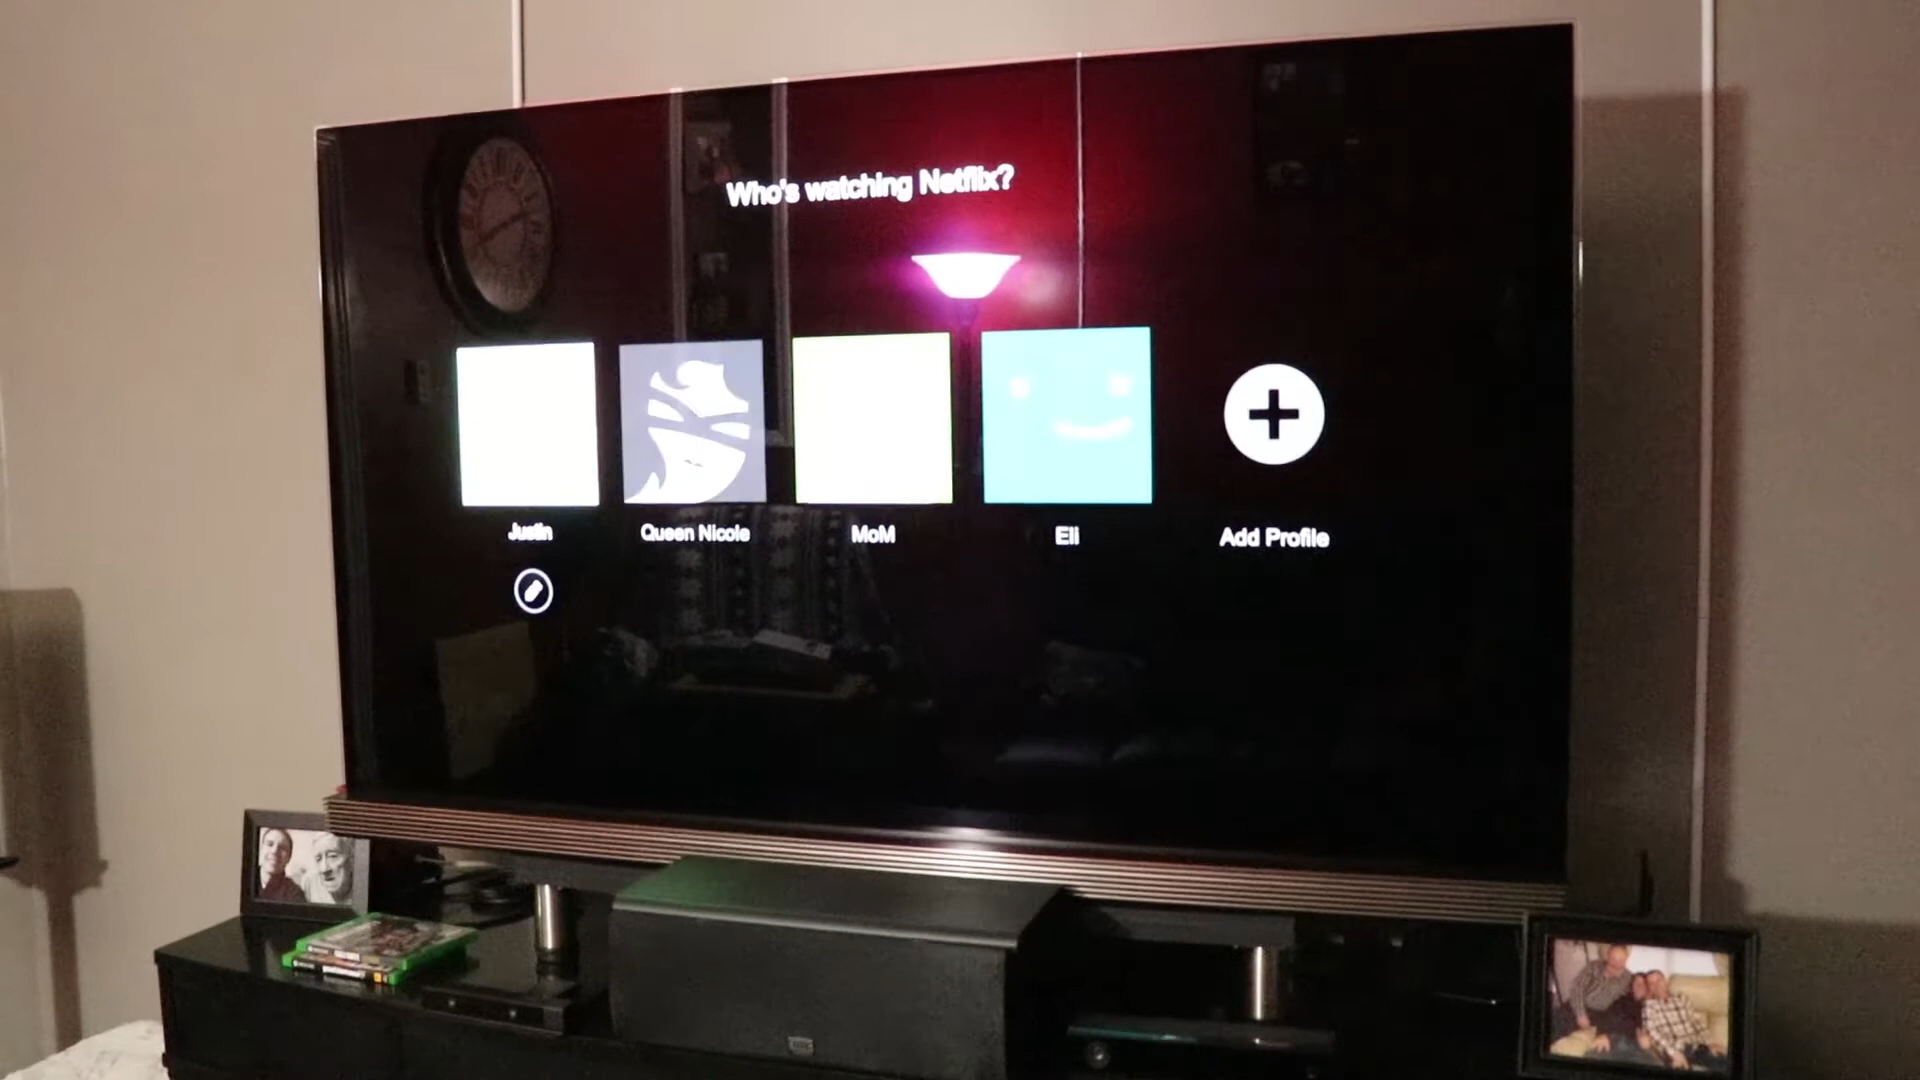 Who's watching Netflix?
Justin
Queen Nicole
MoM
Eli
Add Profile